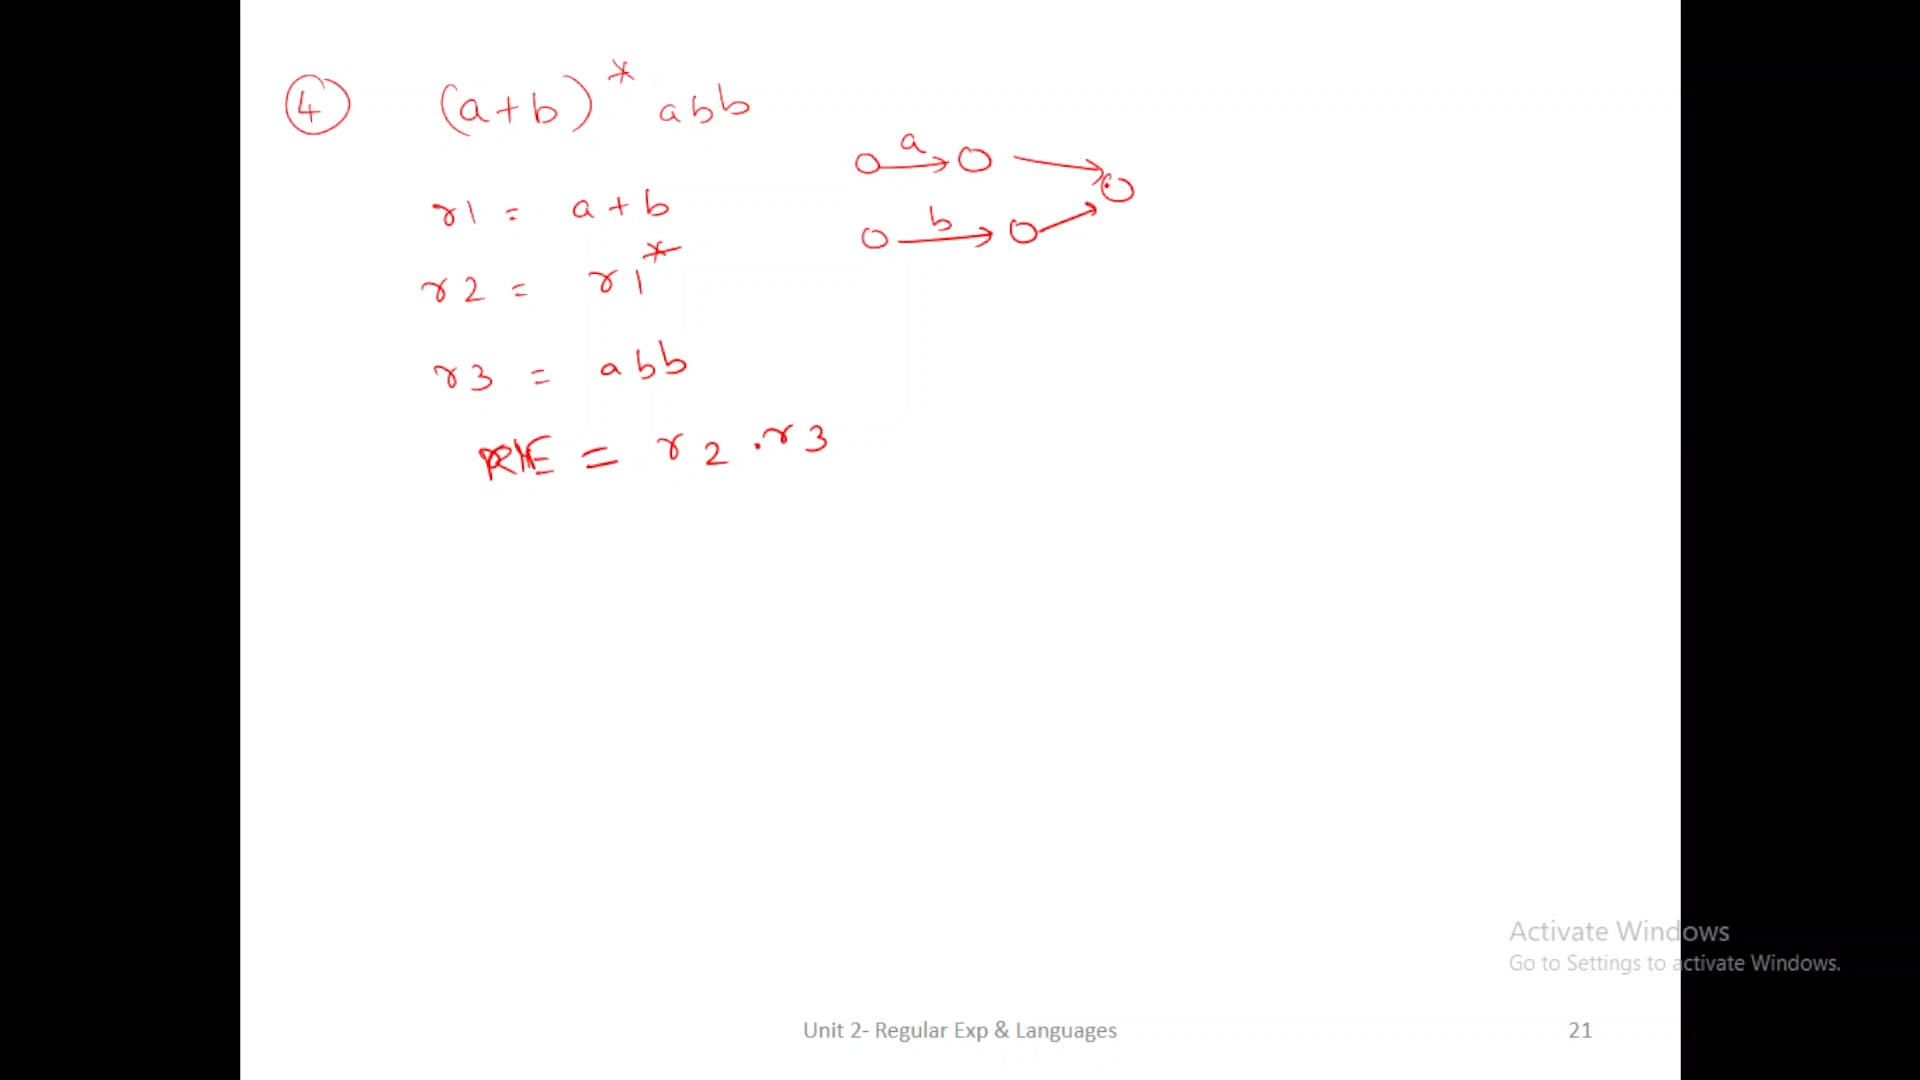 4 (a+b)* abb
a
r1 = a+b
b
r2 = r1*
r3 = abb
RE = r2 . r3
Activate Windows
Go to Settings to activate Windows.
Unit 2- Regular Exp & Languages 21